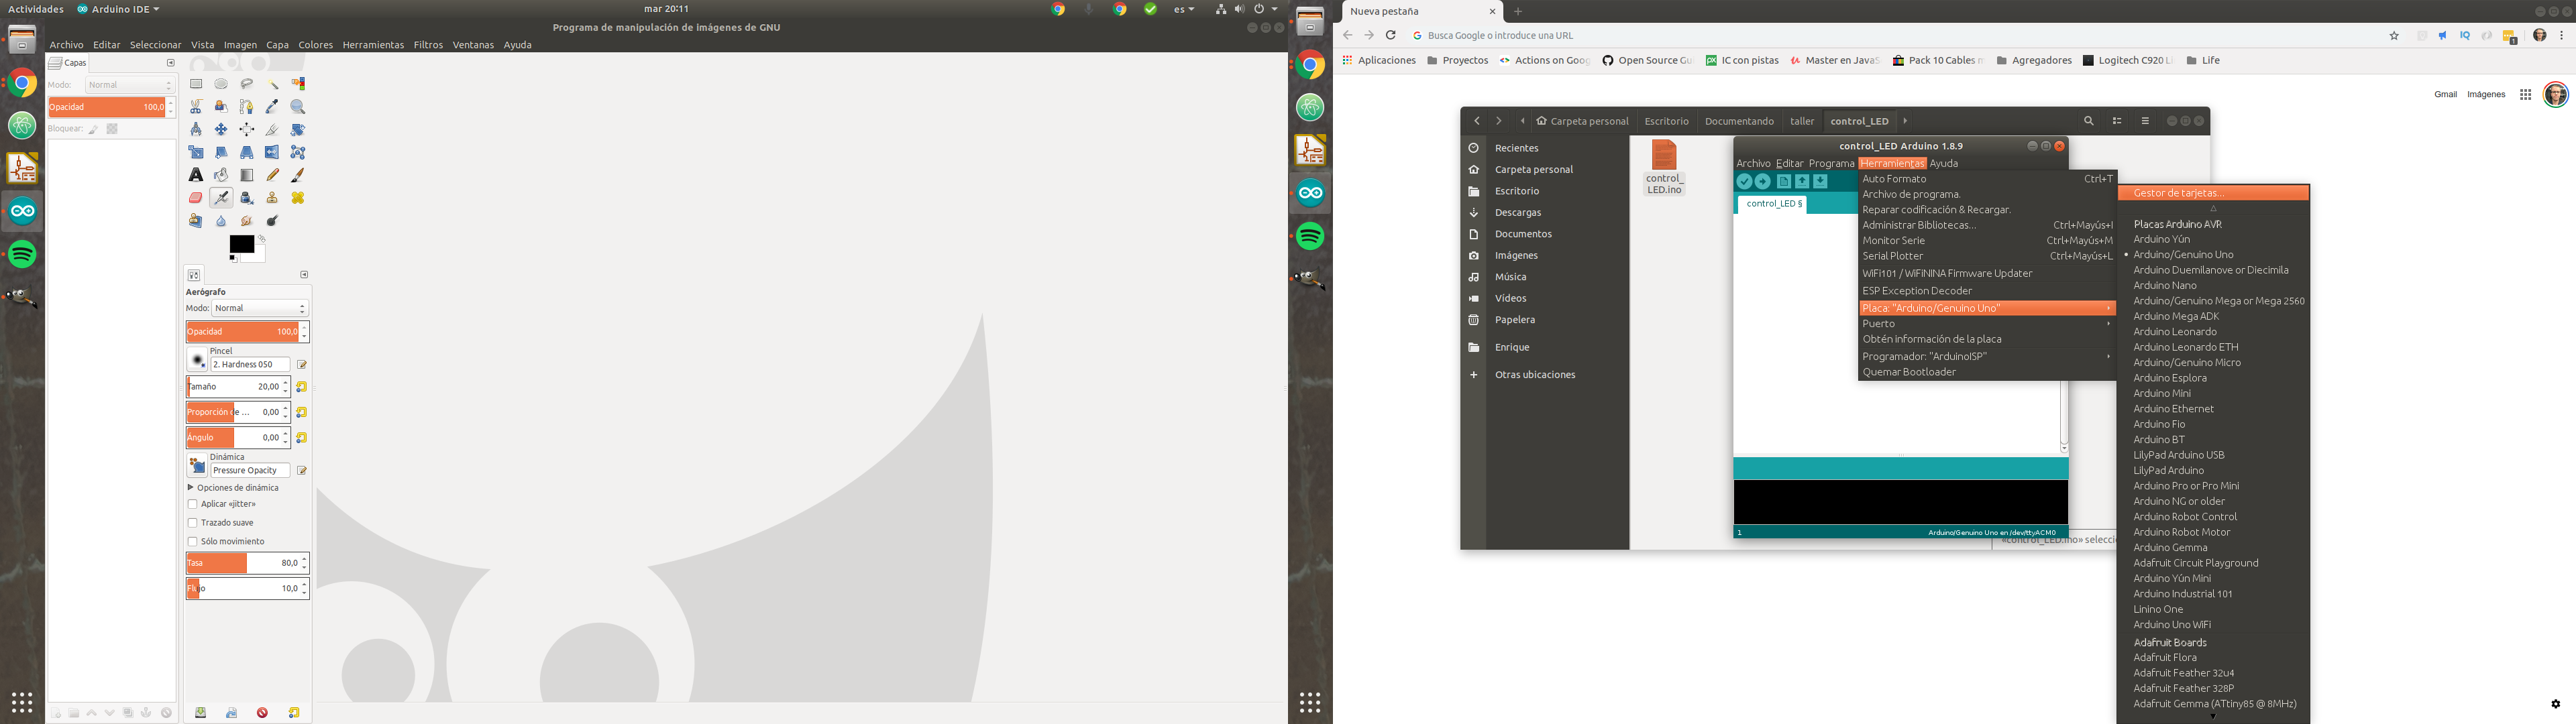 Actividades
Arduino IDE
mar 20:11
es
Programa de manipulación de imágenes de GNU
Archivo Editar Seleccionar Vista Imagen Capa Colores Herramientas Filtros Ventanas Ayuda
Capas
Modo: Normal
Opacidad 100,0
Bloquear:
Aerógrafo
Modo: Normal
Opacidad 100,0
Pincel
2. Hardness 050
Tamaño 20,00
Proporción de ... 0,00
Ángulo 0,00
Dinámica
Pressure Opacity
Opciones de dinámica
Aplicar «jitter»
Trazado suave
Sólo movimiento
Tasa 80,0
Flujo 10,0
Nueva pestaña
Busca Google o introduce una URL
1
Aplicaciones Proyectos Actions on Goog Open Source Gu IC con pistas Master en JavaS Pack 10 Cables m Agregadores Logitech C920 Life
Gmail Imágenes
Carpeta personal Escritorio Documentando taller control_LED
Recientes
Carpeta personal
Escritorio
Descargas
Documentos
Imágenes
Música
Vídeos
Papelera
Enrique
Otras ubicaciones
control_
LED.ino
«control_LED.ino» selecci
control_LED Arduino 1.8.9
Archivo Editar Programa Herramientas Ayuda
control_LED §
Auto Formato Ctrl+T
Archivo de programa.
Reparar codificación & Recargar.
Administrar Bibliotecas... Ctrl+Mayús+I
Monitor Serie Ctrl+Mayús+M
Serial Plotter Ctrl+Mayús+L
WiFi101 / WiFiNINA Firmware Updater
ESP Exception Decoder
Placa: "Arduino/Genuino Uno"
Puerto
Obtén información de la placa
Programador: "ArduinoISP"
Quemar Bootloader
1
Arduino/Genuino Uno en /dev/ttyACM0
Gestor de tarjetas...
Placas Arduino AVR
Arduino Yún
Arduino/Genuino Uno
Arduino Duemilanove or Diecimila
Arduino Nano
Arduino/Genuino Mega or Mega 2560
Arduino Mega ADK
Arduino Leonardo
Arduino Leonardo ETH
Arduino/Genuino Micro
Arduino Esplora
Arduino Mini
Arduino Ethernet
Arduino Fio
Arduino BT
LilyPad Arduino USB
LilyPad Arduino
Arduino Pro or Pro Mini
Arduino NG or older
Arduino Robot Control
Arduino Robot Motor
Arduino Gemma
Adafruit Circuit Playground
Arduino Yún Mini
Arduino Industrial 101
Linino One
Arduino Uno WiFi
Adafruit Boards
Adafruit Flora
Adafruit Feather 32u4
Adafruit Feather 328P
Adafruit Gemma (ATtiny85 @ 8MHz)